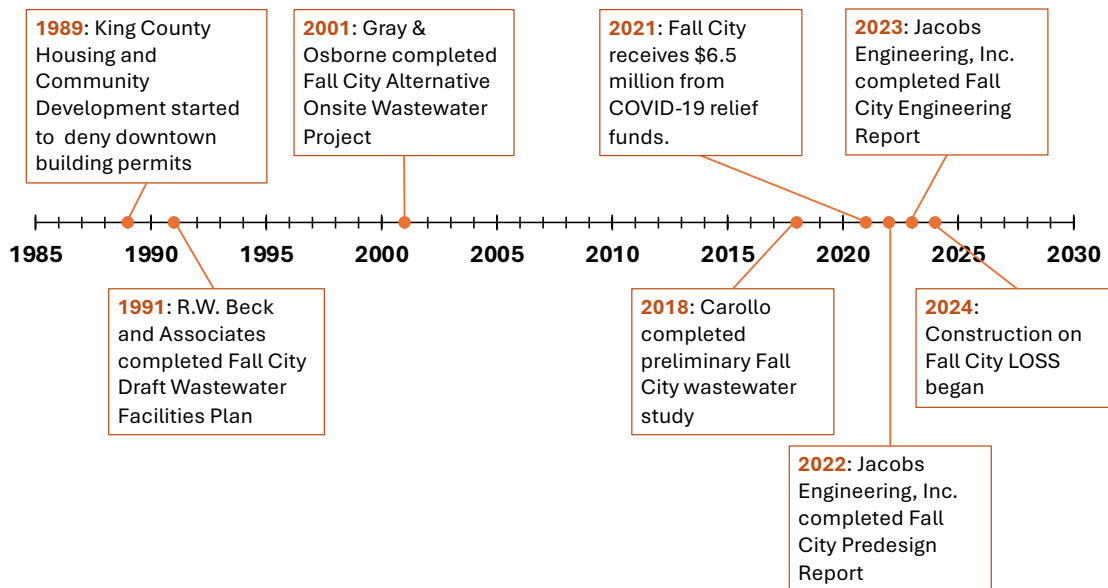 1989: King County
Housing and
Community
Development started
to deny downtown
building permits
2001: Gray &
Osborne completed
Fall City Alternative
Onsite Wastewater
Project
2021: Fall City
receives $6.5
million from
COVID-19 relief
funds.
2023: Jacobs
Engineering, Inc.
completed Fall
City Engineering
Report
1985 1990 1995 2000 2005 2010 2015 2020 2025 2030
1991: R.W. Beck
and Associates
completed Fall City
Draft Wastewater
Facilities Plan
2018: Carollo
completed
preliminary Fall
City wastewater
study
2024:
Construction on
Fall City LOSS
began
2022: Jacobs
Engineering, Inc.
completed Fall
City Predesign
Report